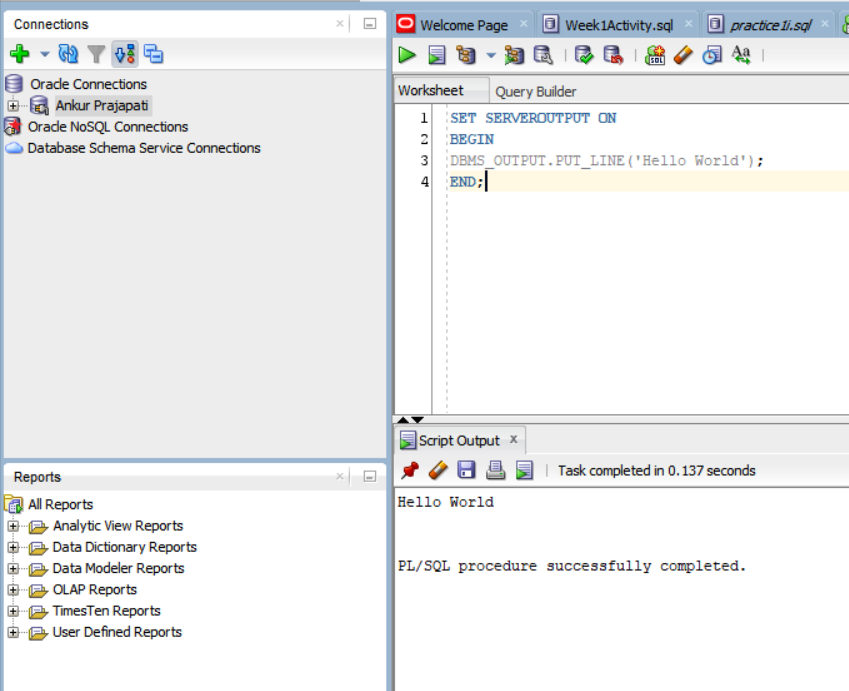 Connections
Oracle Connections
Ankur Prajapati
Oracle NoSQL Connections
Database Schema Service Connections
Reports
All Reports
Analytic View Reports
Data Dictionary Reports
Data Modeler Reports
OLAP Reports
TimesTen Reports
User Defined Reports
Welcome Page
Week1Activity.sql
practice1i.sql
SQL
Aa
Worksheet
Query Builder
1 SET SERVEROUTPUT ON
2 BEGIN
3 DBMS_OUTPUT.PUT_LINE('Hello World');
4 END;
Script Output x
Task completed in 0.137 seconds
Hello World
PL/SQL procedure successfully completed.